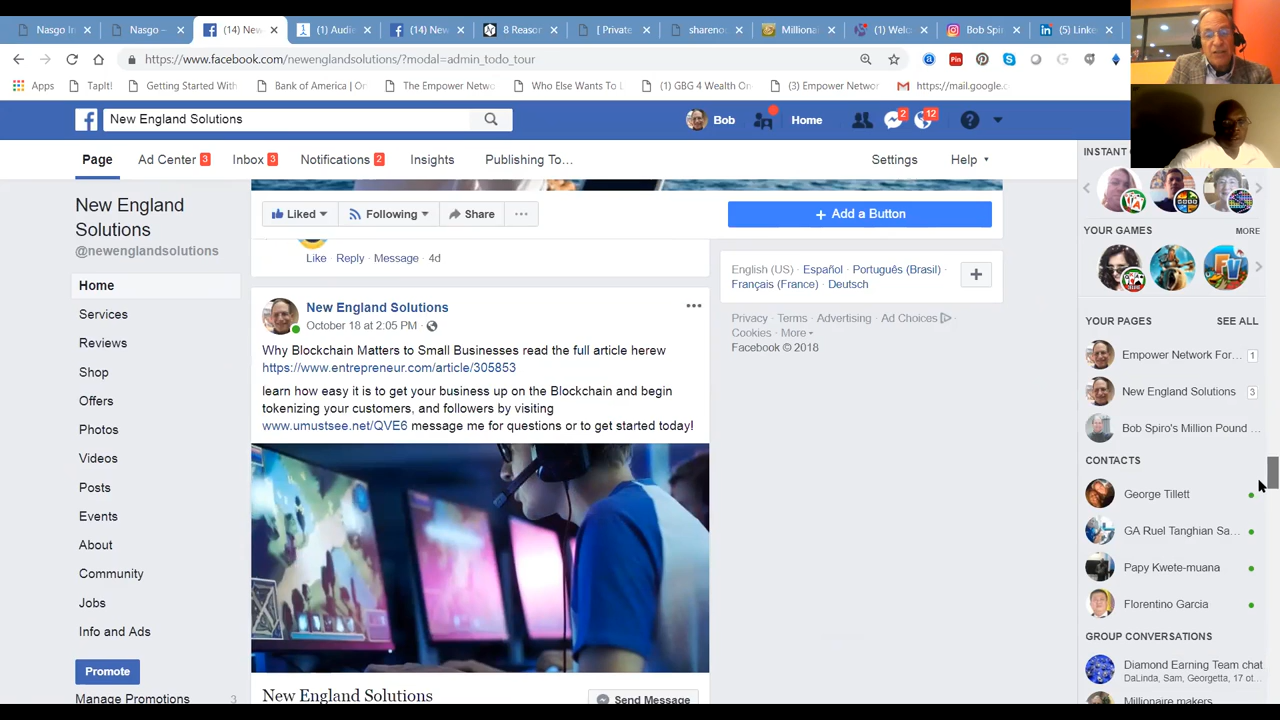 Nasgo In
Nasgo –
(14) New
(1) Audie
(14) New
8 Reason
[ Private
shareno
Million
(1) Welc
Bob Spi
(5) Linke
https://www.facebook.com/newenglandsolutions/?modal=admin_todo_tour
Apps
TapIt!
Getting Started With
Bank of America | On
The Empower Netwo
Who Else Wants To L
(1) GBG 4 Wealth On
(3) Empower Networ
https://mail.google.c
New England Solutions
Bob
Home
2
12
Page
Ad Center 3
Inbox 3
Notifications 2
Insights
Publishing To...
Settings
Help
New England
Solutions
@newenglandsolutions
Home
Services
Reviews
Shop
Offers
Photos
Videos
Posts
Events
About
Community
Jobs
Info and Ads
Promote
Manage Promotions 3
Liked
Following
Share
Add a Button
Like Reply Message 4d
New England Solutions
October 18 at 2:05 PM
Why Blockchain Matters to Small Businesses read the full article herew
https://www.entrepreneur.com/article/305853
learn how easy it is to get your business up on the Blockchain and begin
tokenizing your customers, and followers by visiting
www.umustsee.net/QVE6 message me for questions or to get started today!
New England Solutions
Send Message
English (US) · Español · Português (Brasil) ·
Français (France) · Deutsch
Privacy · Terms · Advertising · Ad Choices ·
Cookies · More
Facebook © 2018
INSTANT
YOUR GAMES
MORE
YOUR PAGES
SEE ALL
Empower Network For... 1
New England Solutions 3
Bob Spiro's Million Pound ...
CONTACTS
George Tillett
GA Ruel Tanghian Sa...
Papy Kwete-muana
Florentino Garcia
GROUP CONVERSATIONS
Diamond Earning Team chat
DaLinda, Sam, Georgetta, 17 ot...
Millionaire makers